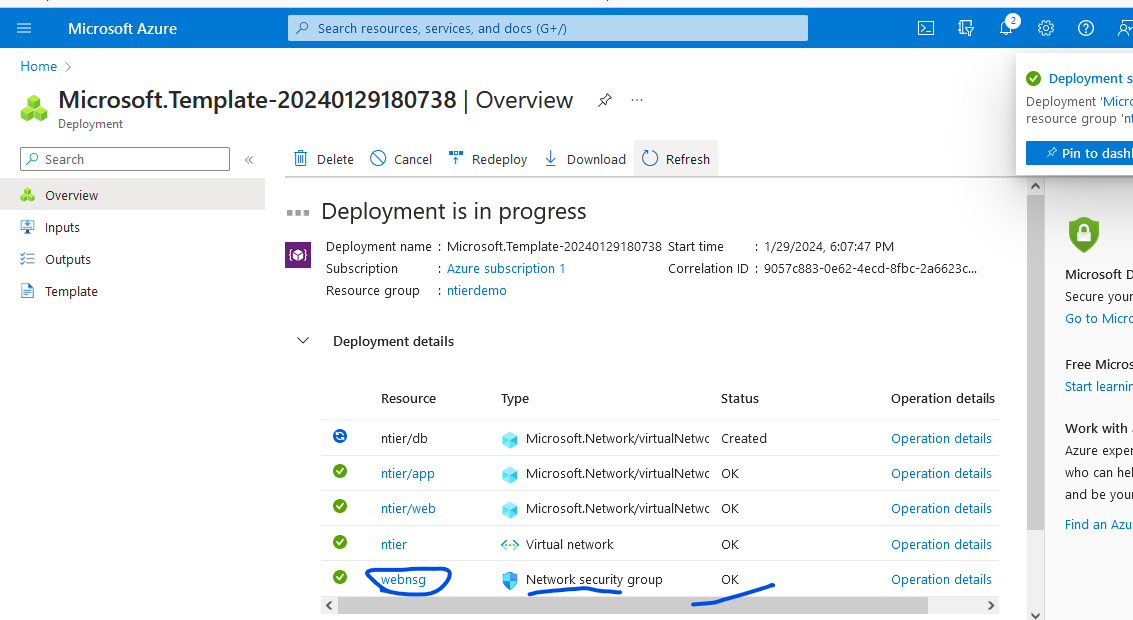 Microsoft Azure
Search resources, services, and docs (G+/)
2
Home
Microsoft.Template-20240129180738 | Overview
Deployment
Search
Overview
Inputs
Outputs
Template
Delete
Cancel
Redeploy
Download
Refresh
Deployment is in progress
Deployment name : Microsoft.Template-20240129180738 Start time : 1/29/2024, 6:07:47 PM
Subscription : Azure subscription 1 Correlation ID : 9057c883-0e62-4ecd-8fbc-2a6623c...
Resource group : ntierdemo
Deployment details
Resource Type Status Operation details
ntier/db Microsoft.Network/virtualNetwo Created Operation details
ntier/app Microsoft.Network/virtualNetwo OK Operation details
ntier/web Microsoft.Network/virtualNetwo OK Operation details
ntier Virtual network OK Operation details
webnsg Network security group OK Operation details
Deployment s
Deployment 'Micro
resource group 'nt
Pin to dash
Microsoft D
Secure your
Go to Micro
Free Micros
Start learnin
Work with
Azure exper
who can hel
and be your
Find an Azu